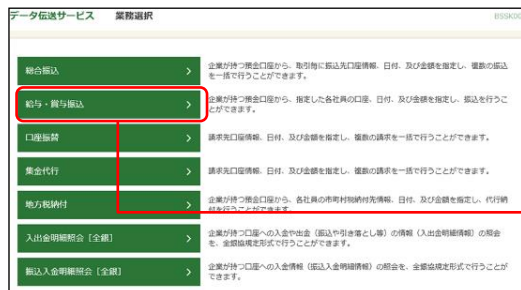 データ伝送サービス 業務選択
BSSK00
総合振込
企業が持つ預金口座から、取引毎に振込先口座情報、日付、及び金額を指定し、複数の振込
を一括で行うことができます。
給与・賞与振込
企業が持つ預金口座から、指定した各社員の口座、日付、及び金額を指定し、振込を行うこ
とができます。
口座振替
請求先口座情報、日付、及び金額を指定し、複数の請求を一括で行うことができます。
集金代行
請求先口座情報、日付、及び金額を指定し、複数の請求を一括で行うことができます。
地方税納付
企業が持つ預金口座から、各社員の市町村税納付先情報、日付、及び金額を指定し、代行納
付を行うことができます。
入出金明細照会［全銀］
企業が持つ口座への入金や出金（振込や引き落とし等）の情報（入出金明細情報）の照会
を、全銀協規定形式で行うことができます。
振込入金明細照会［全銀］
企業が持つ口座への入金情報（振込入金明細情報）の照会を、全銀協規定形式で行うことが
できます。